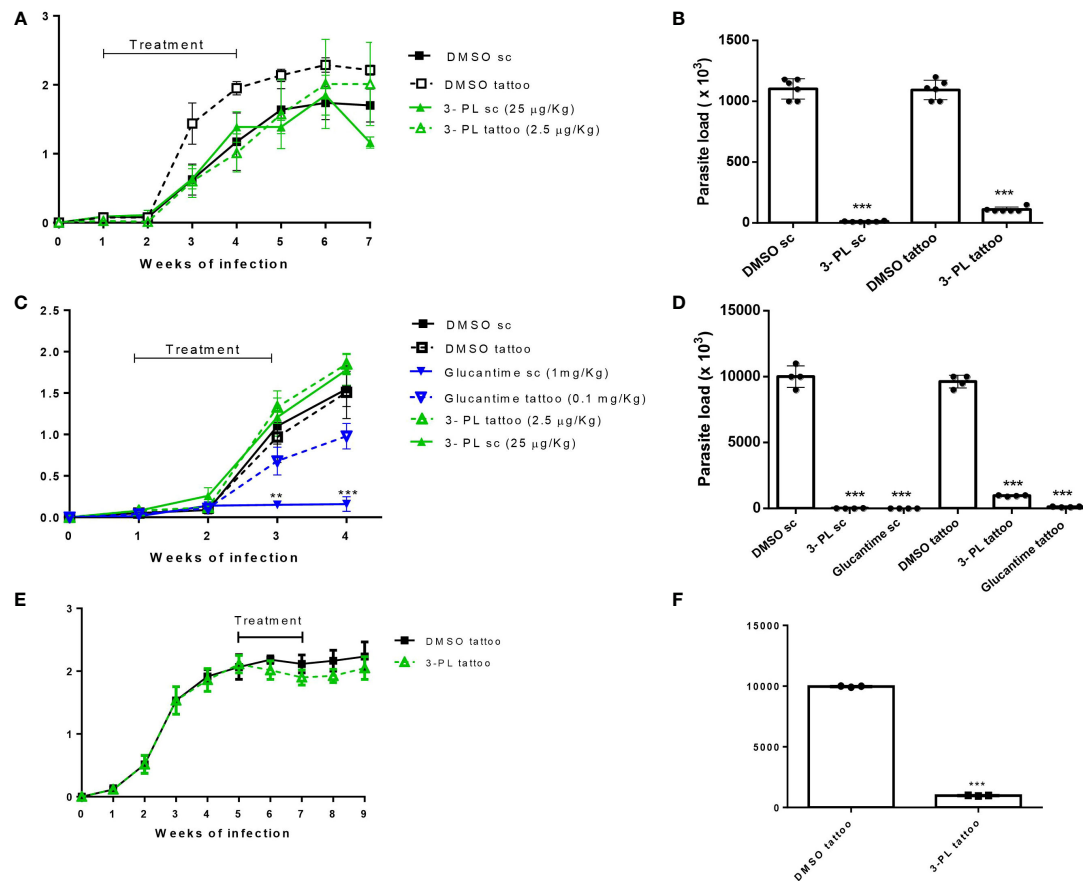 A
3
2
1
0
Treatment
0 1 2 3 4 5 6 7
Weeks of infection
DMSO sc
DMSO tattoo
3- PL sc (25 µg/Kg)
3- PL tattoo (2.5 µg/Kg)
B
Parasite load ( x 10³)
1500
1000
500
0
***
***
DMSO sc
3- PL sc
DMSO tattoo
3- PL tattoo
C
2.5
2.0
1.5
1.0
0.5
0.0
Treatment
**
***
0 1 2 3 4
Weeks of infection
DMSO sc
DMSO tattoo
Glucantime sc (1mg/Kg)
Glucantime tattoo (0.1 mg/Kg)
3- PL tattoo (2.5 µg/Kg)
3- PL sc (25 µg/Kg)
D
Parasite load (x 10³)
15000
10000
5000
0
***
***
***
***
DMSO sc
3- PL sc
Glucantime sc
DMSO tattoo
3- PL tattoo
Glucantime tattoo
E
3
2
1
0
Treatment
0 1 2 3 4 5 6 7 8 9
Weeks of infection
DMSO tattoo
3-PL tattoo
F
15000
10000
5000
0
***
DMSO tattoo
3-PL tattoo